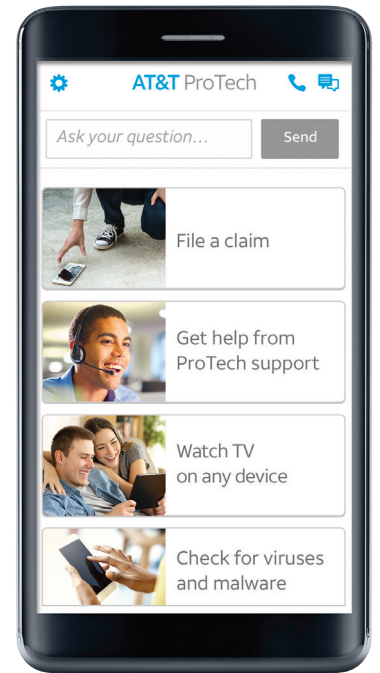 AT&T ProTech
Ask your question...
Send
File a claim
Get help from
ProTech support
Watch TV
on any device
Check for viruses
and malware